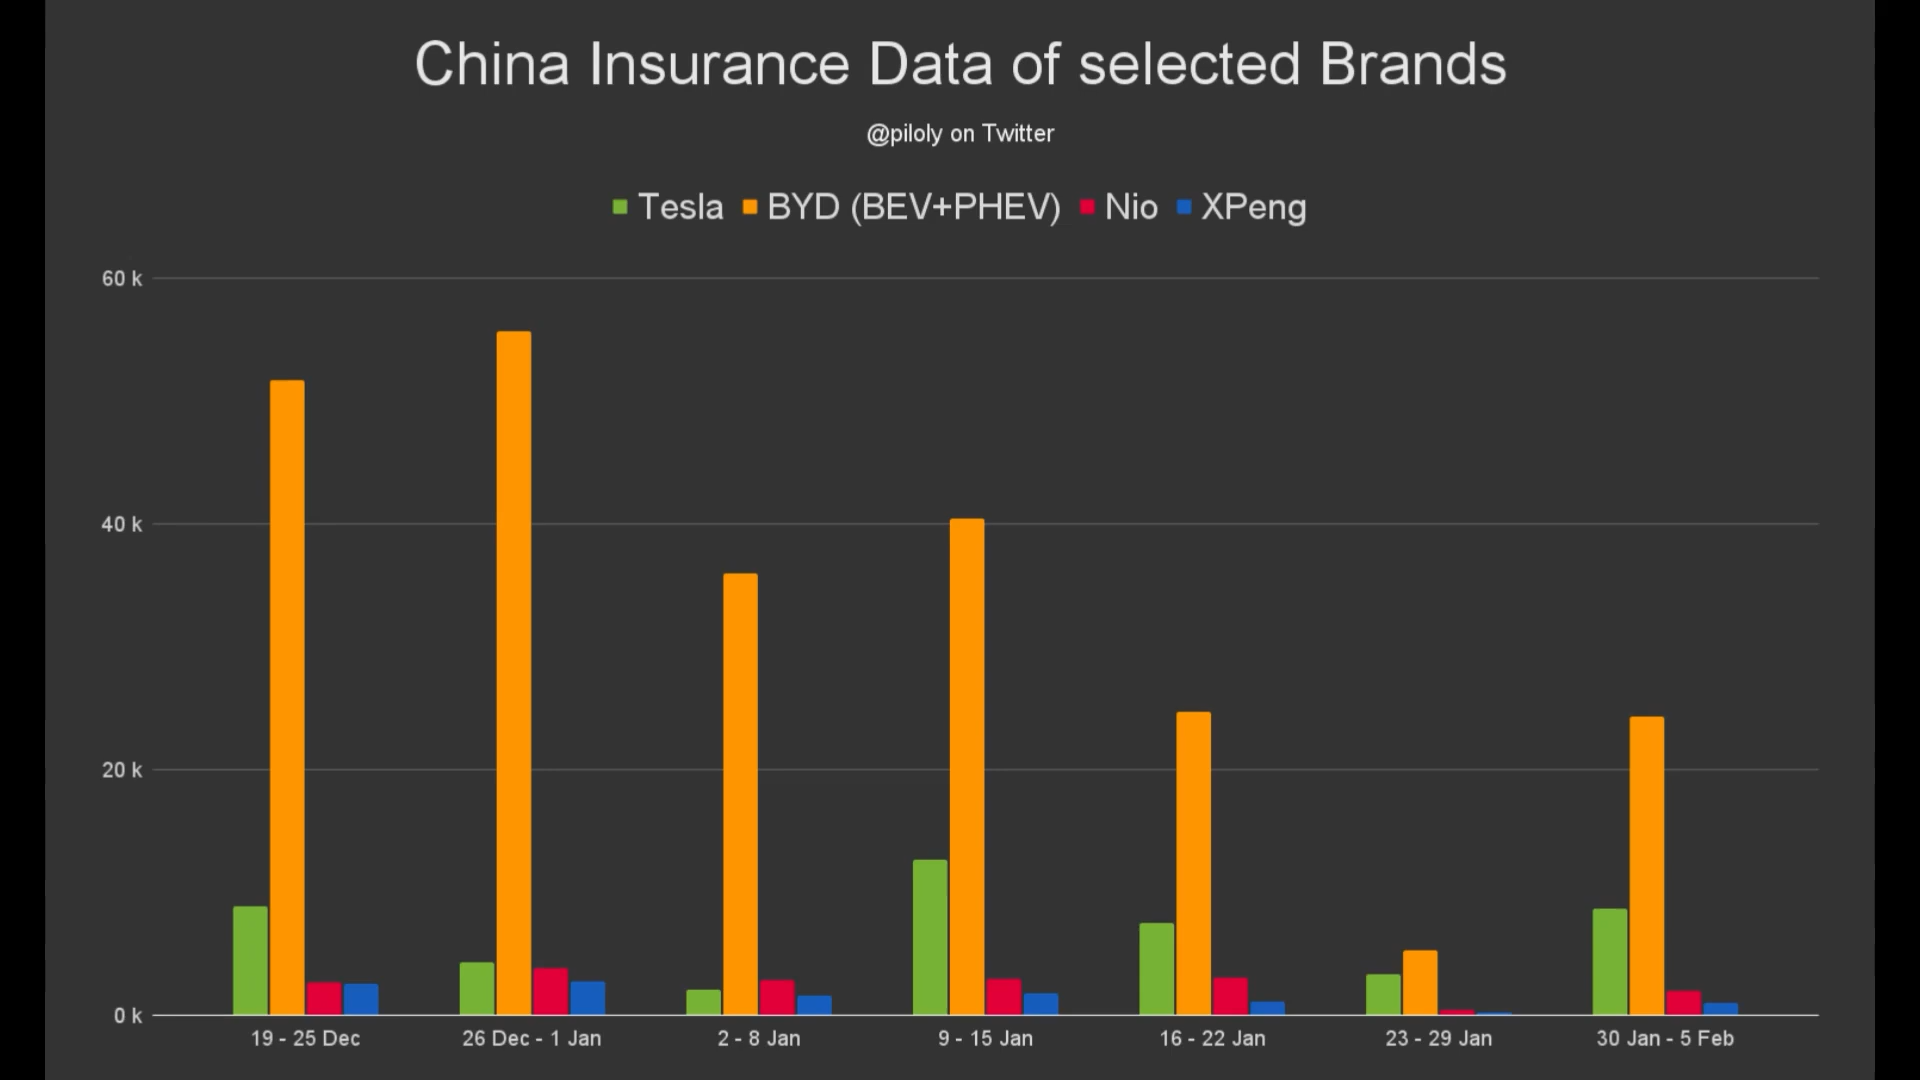 China Insurance Data of selected Brands
@piloly on Twitter
Tesla BYD (BEV+PHEV) Nio XPeng
60 k
40 k
20 k
0 k
19 - 25 Dec 26 Dec - 1 Jan 2 - 8 Jan 9 - 15 Jan 16 - 22 Jan 23 - 29 Jan 30 Jan - 5 Feb